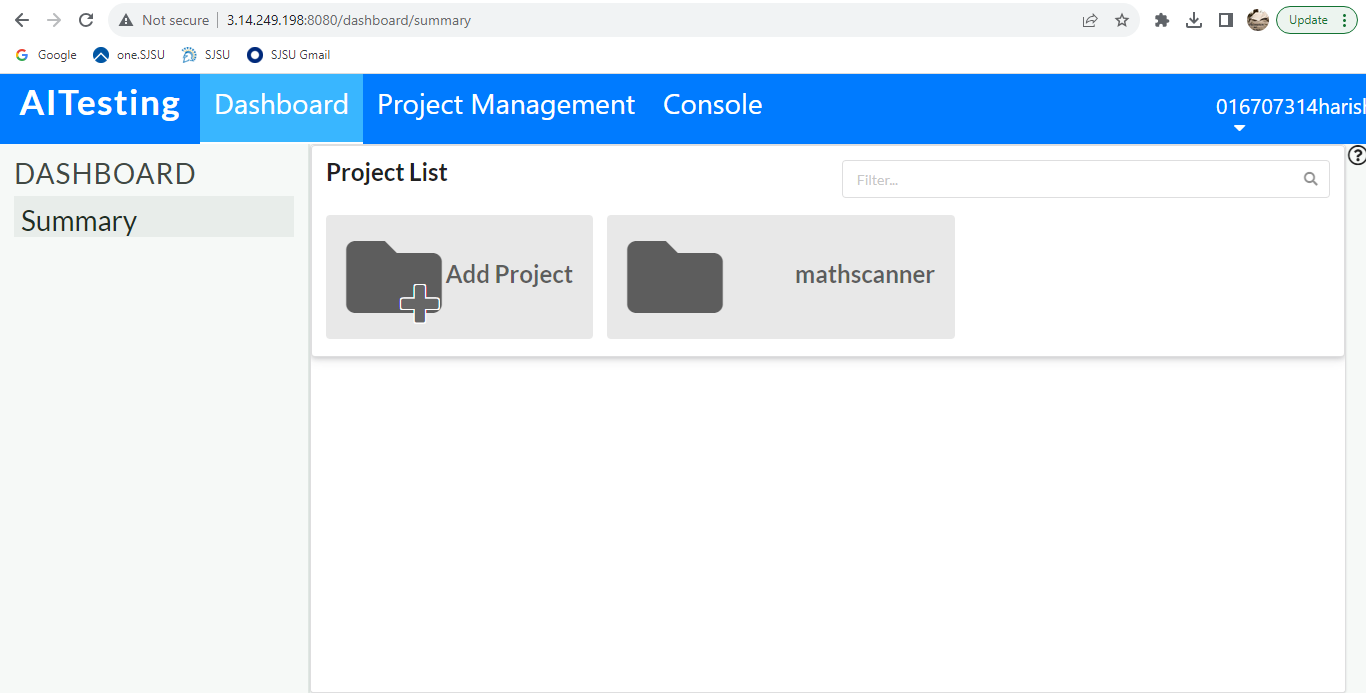 Not secure | 3.14.249.198:8080/dashboard/summary
Update
Google one.SJSU SJSU SJSU Gmail
AITesting Dashboard Project Management Console 016707314harish
DASHBOARD
Summary
Project List
Filter...
?
Add Project
mathscanner